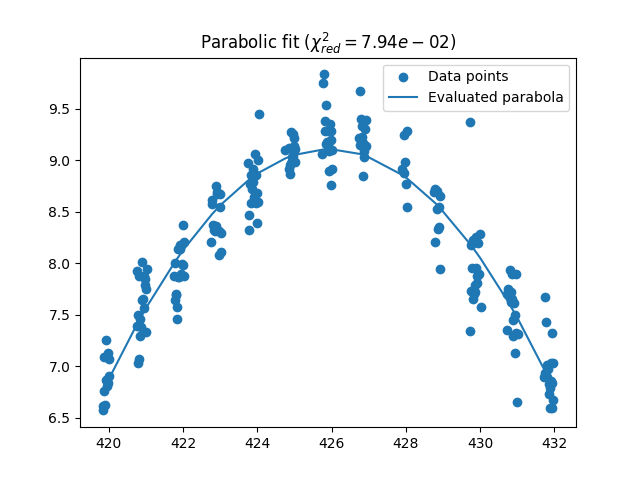 Parabolic fit (χ²red = 7.94e − 02)
Data points
Evaluated parabola
9.5
9.0
8.5
8.0
7.5
7.0
6.5
420 422 424 426 428 430 432